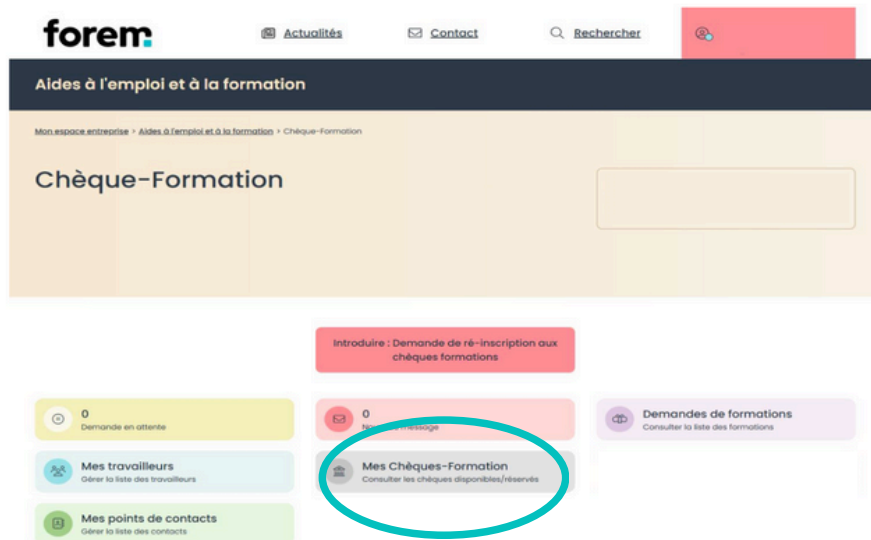 forem
Actualités
Contact
Rechercher
Aides à l'emploi et à la formation
Mon espace entreprise > Aides à l'emploi et à la formation > Chèque-Formation
Chèque-Formation
Introduire : Demande de ré-inscription aux
chèques formations
0
Demande en attente
0
message
Demandes de formations
Consulter la liste des formations
Mes travailleurs
Gérer la liste des travailleurs
Mes Chèques-Formation
Consulter les chèques disponibles/réservés
Mes points de contacts
Gérer la liste des contacts